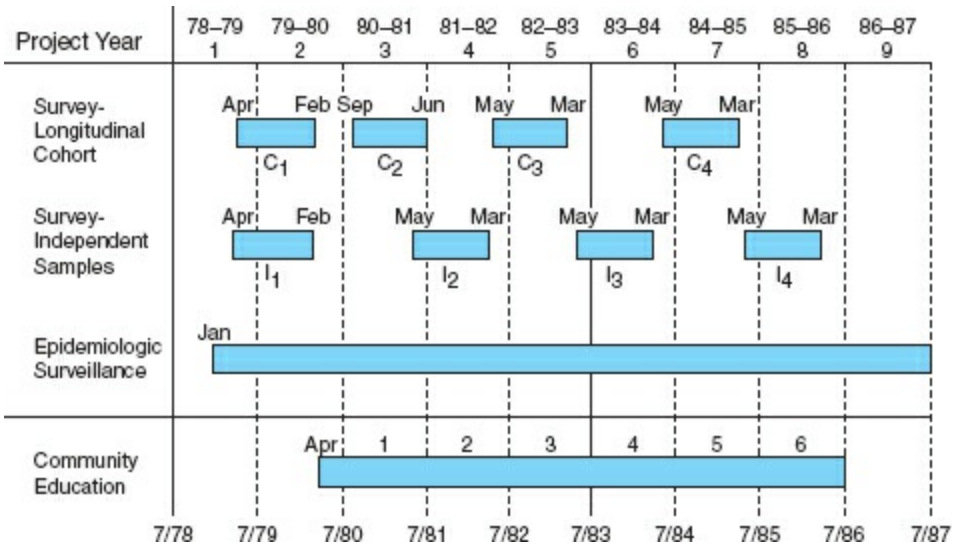 78–79 79–80 80–81 81–82 82–83 83–84 84–85 85–86 86–87
Project Year 1 2 3 4 5 6 7 8 9
Survey-
Longitudinal
Cohort
Apr Feb Sep Jun May Mar May Mar
C1 C2 C3 C4
Survey-
Independent
Samples
Apr Feb May Mar May Mar May Mar
I1 I2 I3 I4
Jan
Epidemiologic
Surveillance
Apr 1 2 3 4 5 6
Community
Education
7/78 7/79 7/80 7/81 7/82 7/83 7/84 7/85 7/86 7/87